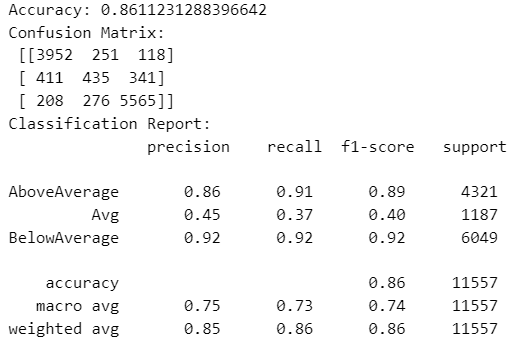 Accuracy: 0.8611231288396642
Confusion Matrix:
[[3952 251 118]
[ 411 435 341]
[ 208 276 5565]]
Classification Report:
precision recall f1-score support
AboveAverage 0.86 0.91 0.89 4321
Avg 0.45 0.37 0.40 1187
BelowAverage 0.92 0.92 0.92 6049
accuracy 0.86 11557
macro avg 0.75 0.73 0.74 11557
weighted avg 0.85 0.86 0.86 11557